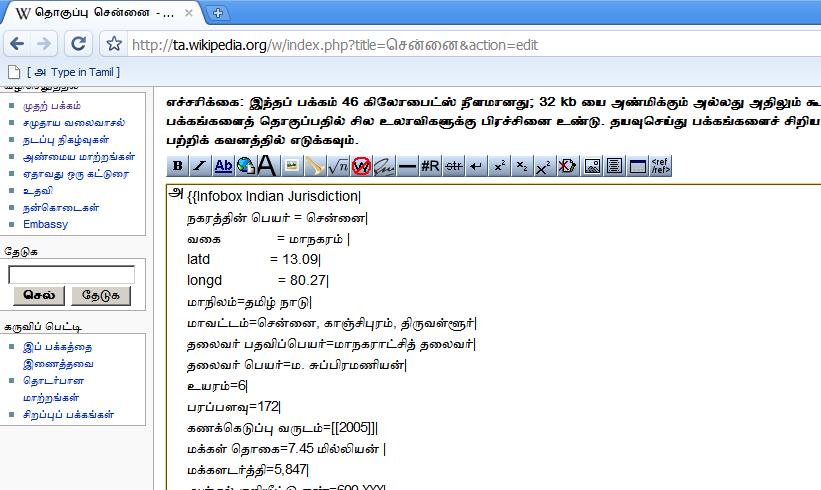 தொகுப்பு சென்னை - ...
http://ta.wikipedia.org/w/index.php?title=சென்னை&action=edit
[ அ Type in Tamil ]
முதற் பக்கம்
சமுதாய வலைவாசல்
நடப்பு நிகழ்வுகள்
அண்மைய மாற்றங்கள்
ஏதாவது ஒரு கட்டுரை
உதவி
நன்கொடைகள்
Embassy
தேடுக
செல் தேடுக
கருவிப் பெட்டி
இப் பக்கத்தை
இணைத்தவை
தொடர்பான
மாற்றங்கள்
சிறப்புப் பக்கங்கள்
எச்சரிக்கை: இந்தப் பக்கம் 46 கிலோபைட்ஸ் நீளமானது; 32 kb யை அண்மிக்கும் அல்லது அதிலும்
பக்கங்களைத் தொகுப்பதில் சில உலாவிகளுக்கு பிரச்சினை உண்டு. தயவுசெய்து பக்கங்களைச் சிறிய
பற்றிக் கவனத்தில் எடுக்கவும்.
B I Ab A √n W #R str x² x₂ x² <ref /ref>
அ {{Infobox Indian Jurisdiction|
நகரத்தின் பெயர் = சென்னை|
வகை = மாநகரம் |
latd = 13.09|
longd = 80.27|
மாநிலம்=தமிழ் நாடு|
மாவட்டம்=சென்னை, காஞ்சிபுரம், திருவள்ளூர்|
தலைவர் பதவிப்பெயர்=மாநகராட்சித் தலைவர்|
தலைவர் பெயர்=ம. சுப்பிரமணியன்|
உயரம்=6|
பரப்பளவு=172|
கணக்கெடுப்பு வருடம்=[[2005]]|
மக்கள் தொகை=7.45 மில்லியன் |
மக்களடர்த்தி=5,847|